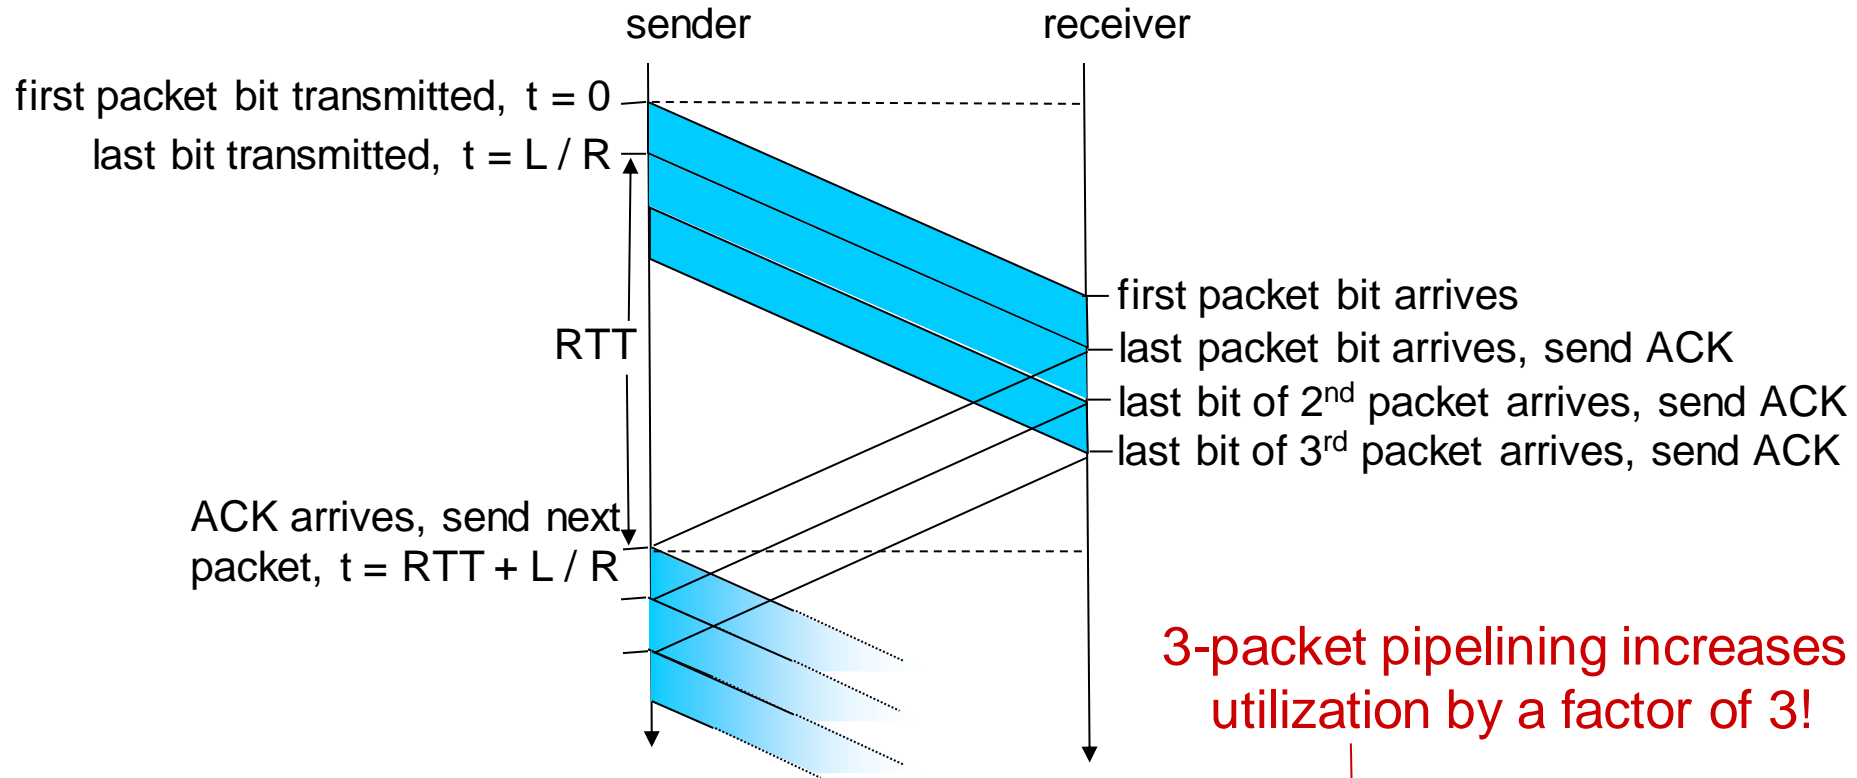 sender
receiver
first packet bit transmitted, t = 0
last bit transmitted, t = L / R
first packet bit arrives
RTT
last packet bit arrives, send ACK
last bit of 2nd packet arrives, send ACK
last bit of 3rd packet arrives, send ACK
ACK arrives, send next
packet, t = RTT + L / R
3-packet pipelining increases
utilization by a factor of 3!